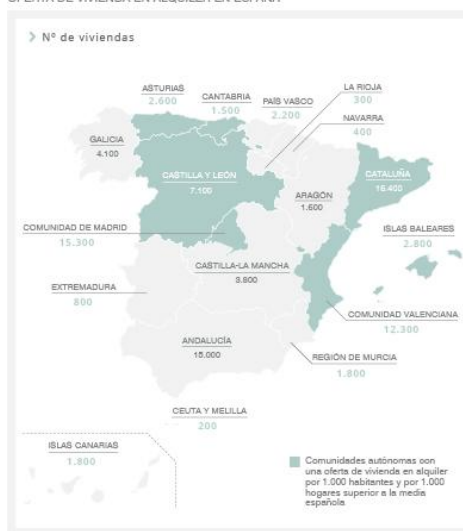 OFERTA DE VIVIENDA EN ALQUILER EN ESPAÑA
Nº de viviendas
ASTURIAS
2.600
CANTABRIA
1.500
PAÍS VASCO
2.200
LA RIOJA
300
NAVARRA
400
GALICIA
4.100
CASTILLA Y LEÓN
7.100
CATALUÑA
16.400
ARAGÓN
1.600
COMUNIDAD DE MADRID
15.300
ISLAS BALEARES
2.800
CASTILLA-LA MANCHA
3.800
EXTREMADURA
800
COMUNIDAD VALENCIANA
12.300
ANDALUCÍA
15.000
REGIÓN DE MURCIA
1.800
CEUTA Y MELILLA
200
ISLAS CANARIAS
1.800
Comunidades autónomas con
una oferta de vivienda en alquiler
por 1.000 habitantes y por 1.000
hogares superior a la media
española